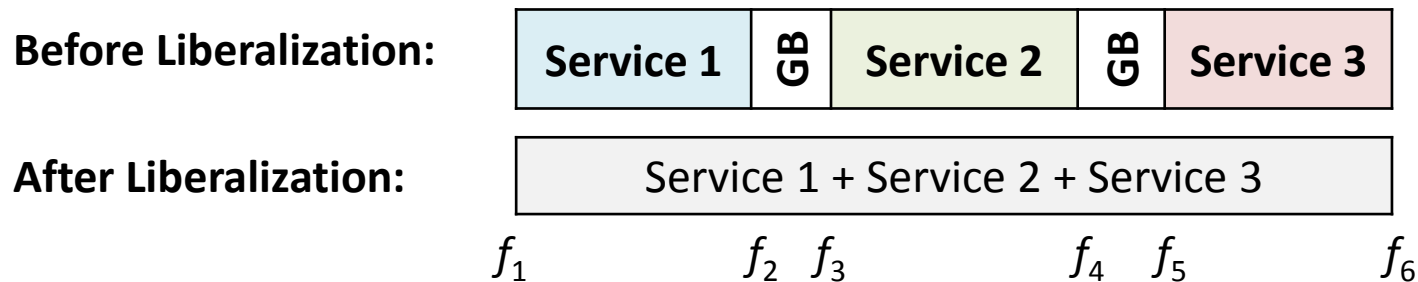 Before Liberalization: Service 1 GB Service 2 GB Service 3
After Liberalization: Service 1 + Service 2 + Service 3
f1 f2 f3 f4 f5 f6